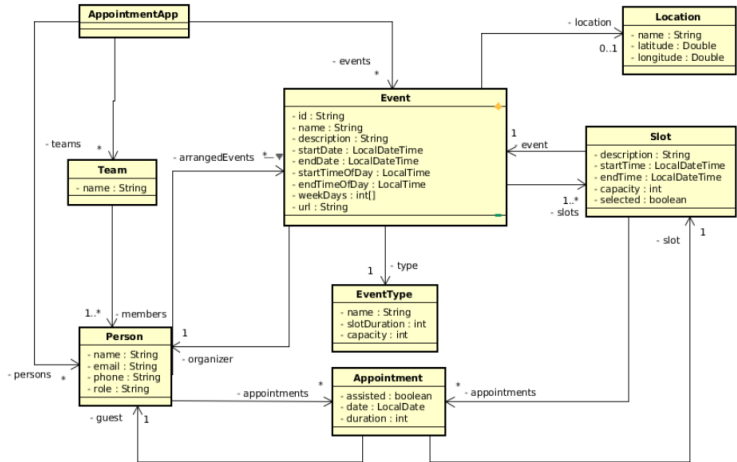 AppointmentApp
Location
- name : String
- latitude : Double
- longitude : Double
- location
0..1
- events
*
Event
- id : String
- name : String
- description : String
- startDate : LocalDateTime
- endDate : LocalDateTime
- startTimeOfDay : LocalTime
- endTimeOfDay : LocalTime
- weekDays : int[]
- url : String
1
event
Slot
- description : String
- startTime : LocalDateTime
- endTime : LocalDateTime
- capacity : int
- selected : boolean
- teams
*
- arrangedEvents
*
Team
- name : String
1..*
- slots
- slot
1
1
- type
EventType
- name : String
- slotDuration : int
- capacity : int
1..*
- members
Person
- name : String
- email : String
- phone : String
- role : String
1
- organizer
- persons
*
- appointments
*
Appointment
- assisted : boolean
- date : LocalDate
- duration : int
*
- appointments
- guest
1